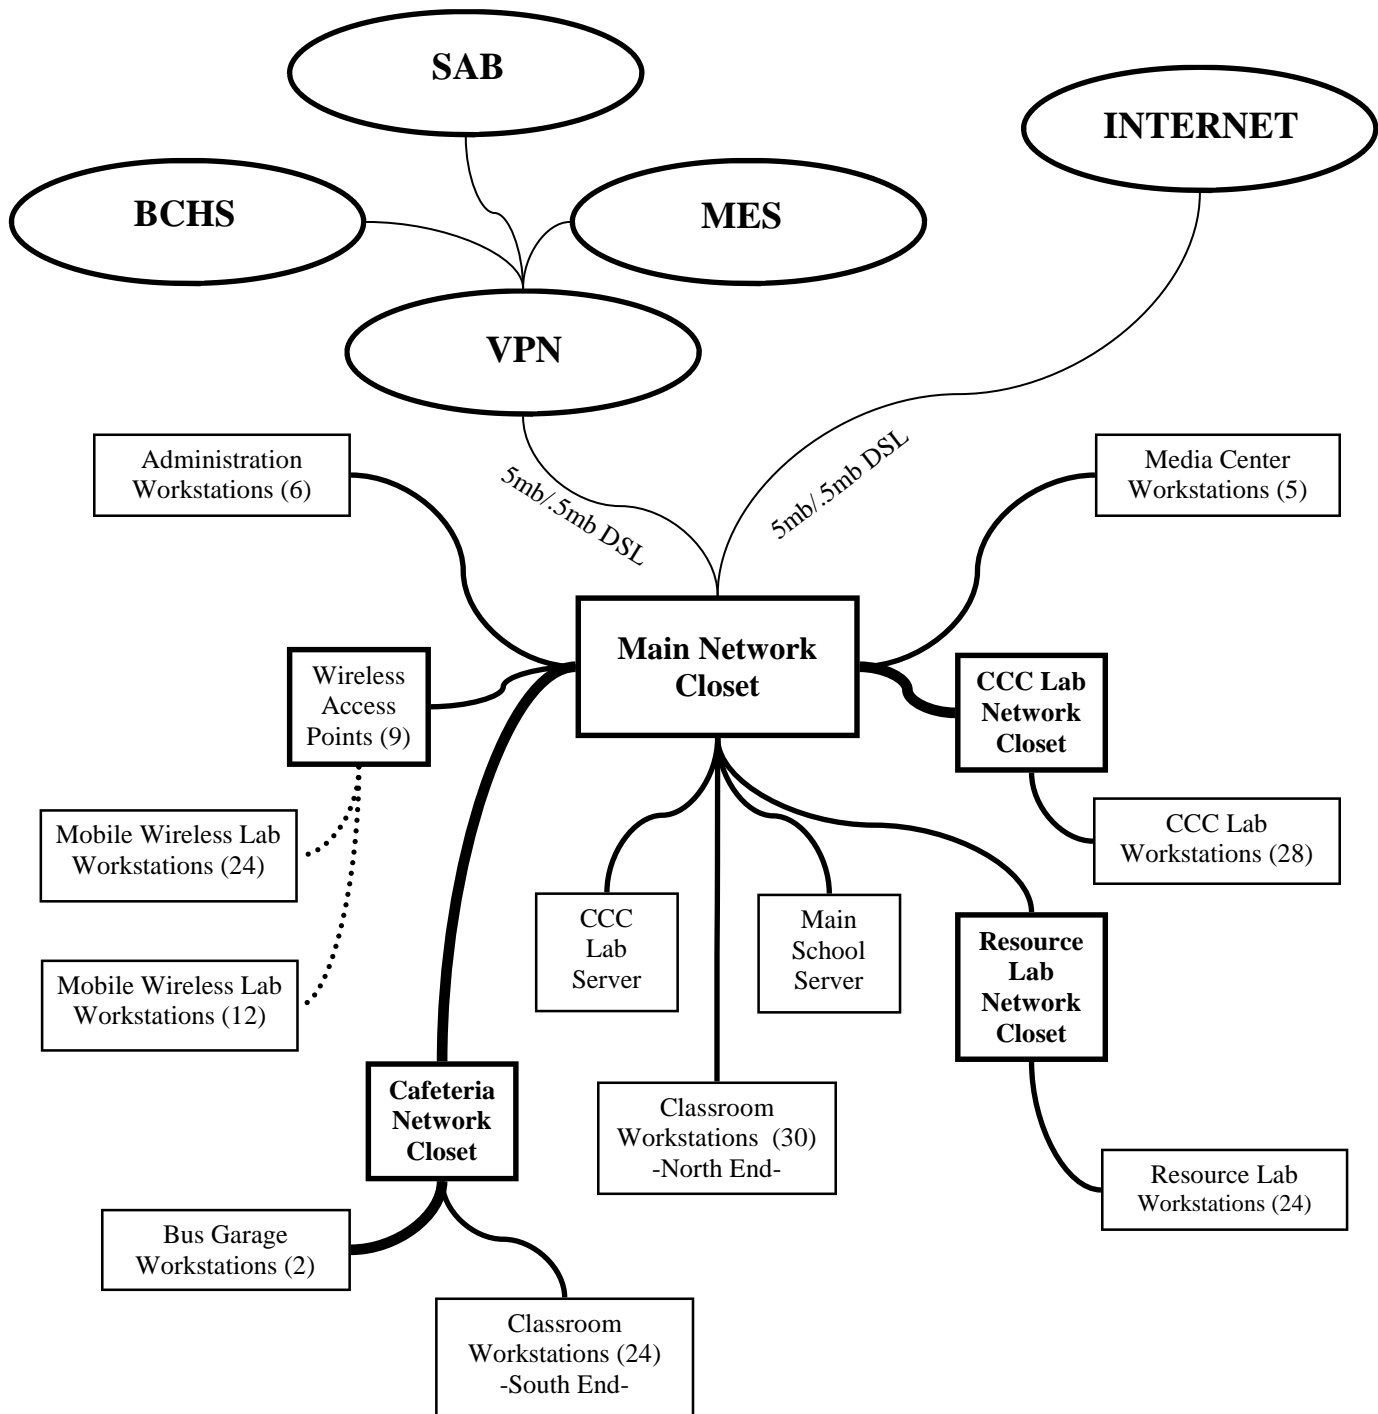 SAB
INTERNET
BCHS
MES
VPN
Administration
Workstations (6)
5mb/.5mb DSL
5mb/.5mb DSL
Media Center
Workstations (5)
Main Network
Closet
Wireless
Access
Points (9)
CCC Lab
Network
Closet
Mobile Wireless Lab
Workstations (24)
CCC Lab
Workstations (28)
CCC
Lab
Server
Main
School
Server
Resource
Lab
Network
Closet
Mobile Wireless Lab
Workstations (12)
Cafeteria
Network
Closet
Classroom
Workstations  (30)
-North End-
Resource Lab
Workstations (24)
Bus Garage
Workstations (2)
Classroom
Workstations (24)
-South End-